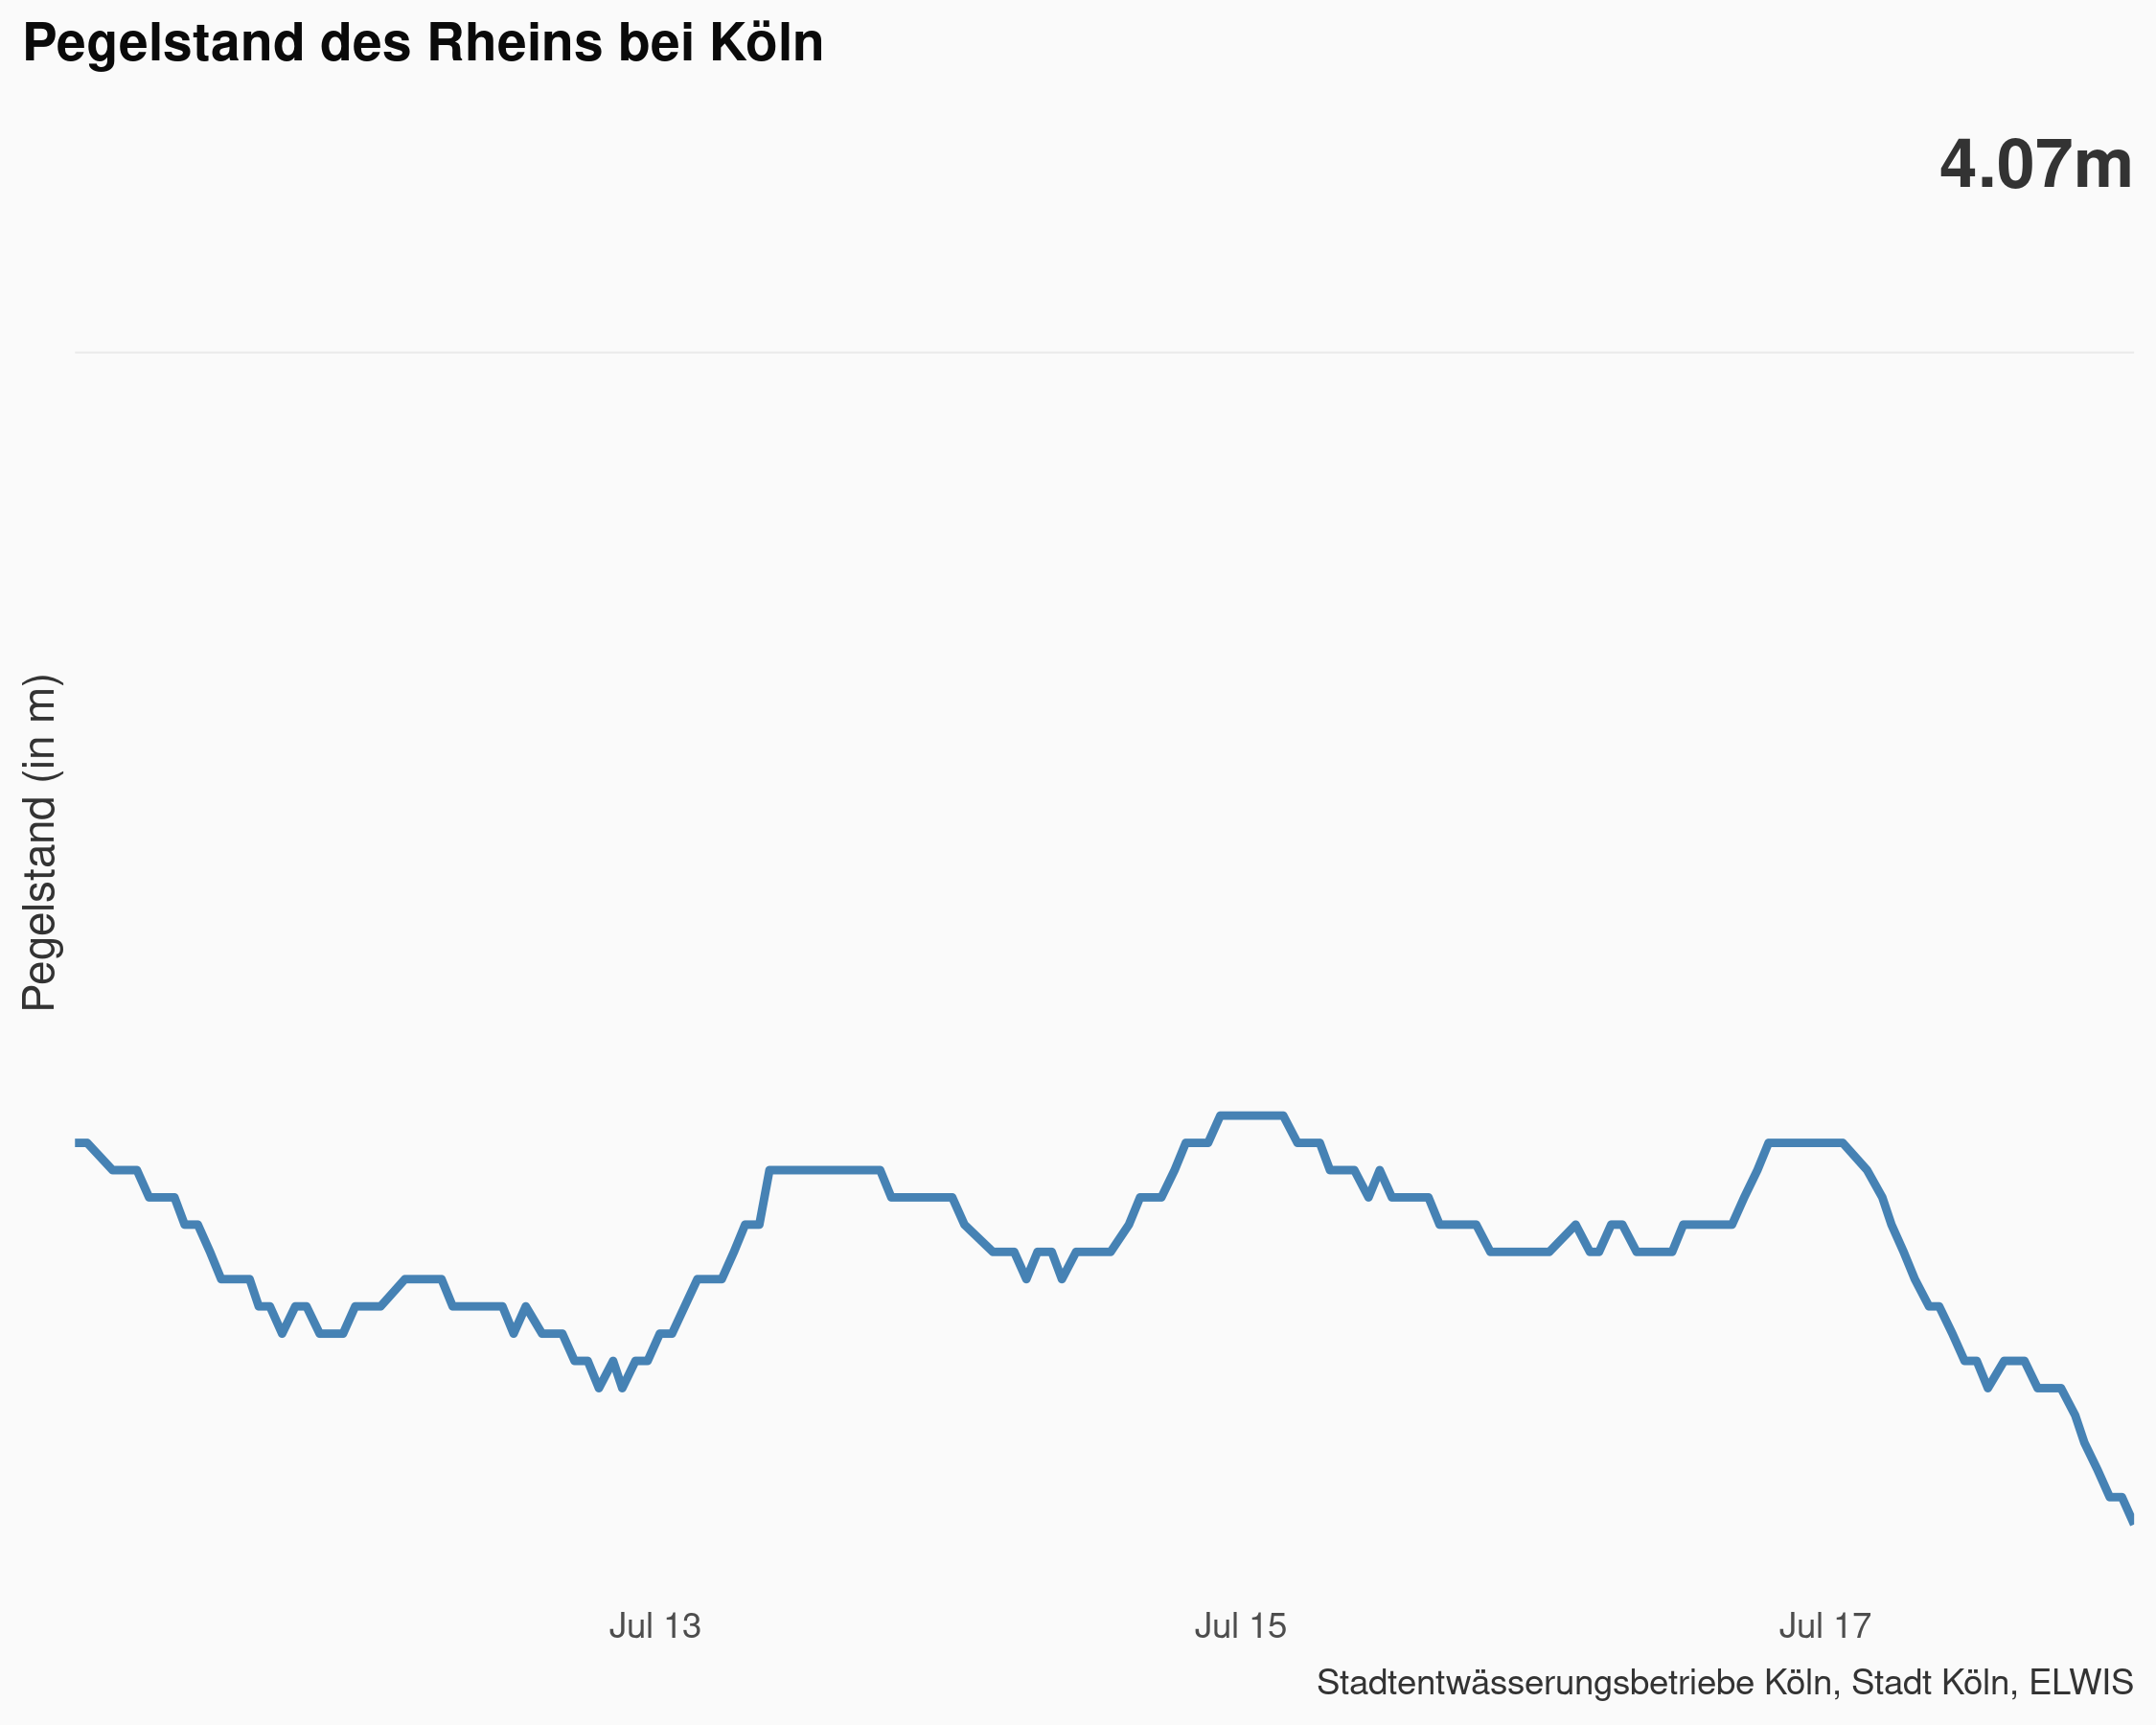 Pegelstand des Rheins bei Köln
4.07m
Pegelstand (in m)
Jul 13
Jul 15
Jul 17
Stadtentwässerungsbetriebe Köln, Stadt Köln, ELWIS